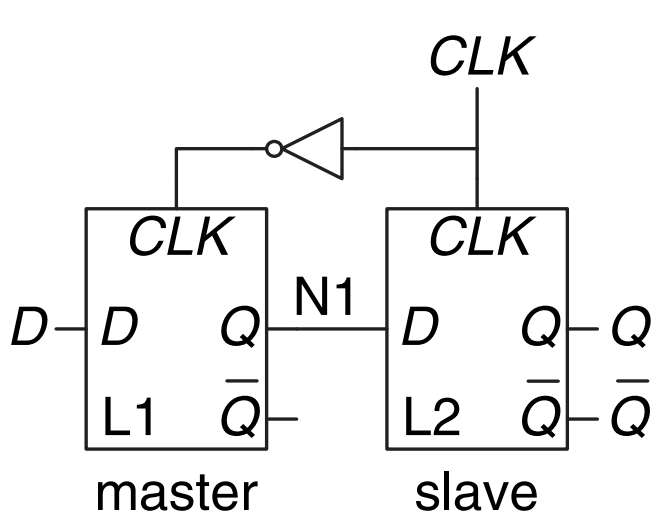 CLK
CLK CLK
N1
D D Q D Q Q
L1 Q̅ L2 Q̅ Q̅
master slave